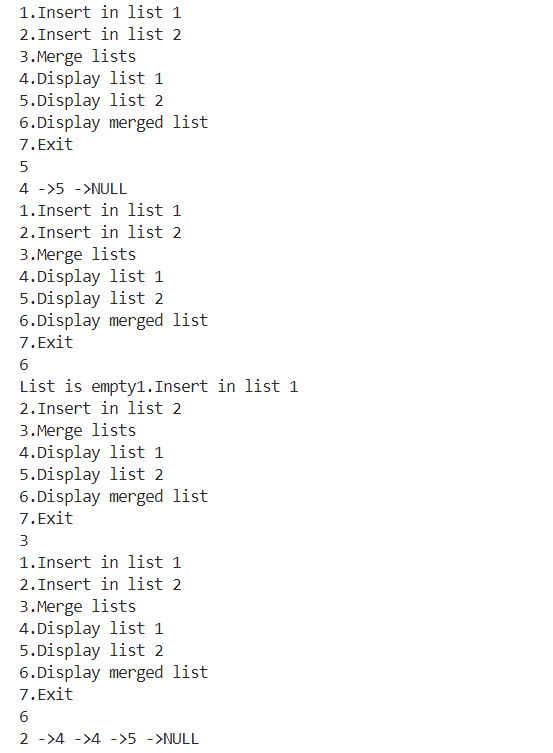 1.Insert in list 1
2.Insert in list 2
3.Merge lists
4.Display list 1
5.Display list 2
6.Display merged list
7.Exit
5
4 ->5 ->NULL
1.Insert in list 1
2.Insert in list 2
3.Merge lists
4.Display list 1
5.Display list 2
6.Display merged list
7.Exit
6
List is empty1.Insert in list 1
2.Insert in list 2
3.Merge lists
4.Display list 1
5.Display list 2
6.Display merged list
7.Exit
3
1.Insert in list 1
2.Insert in list 2
3.Merge lists
4.Display list 1
5.Display list 2
6.Display merged list
7.Exit
6
2 ->4 ->4 ->5 ->NULL